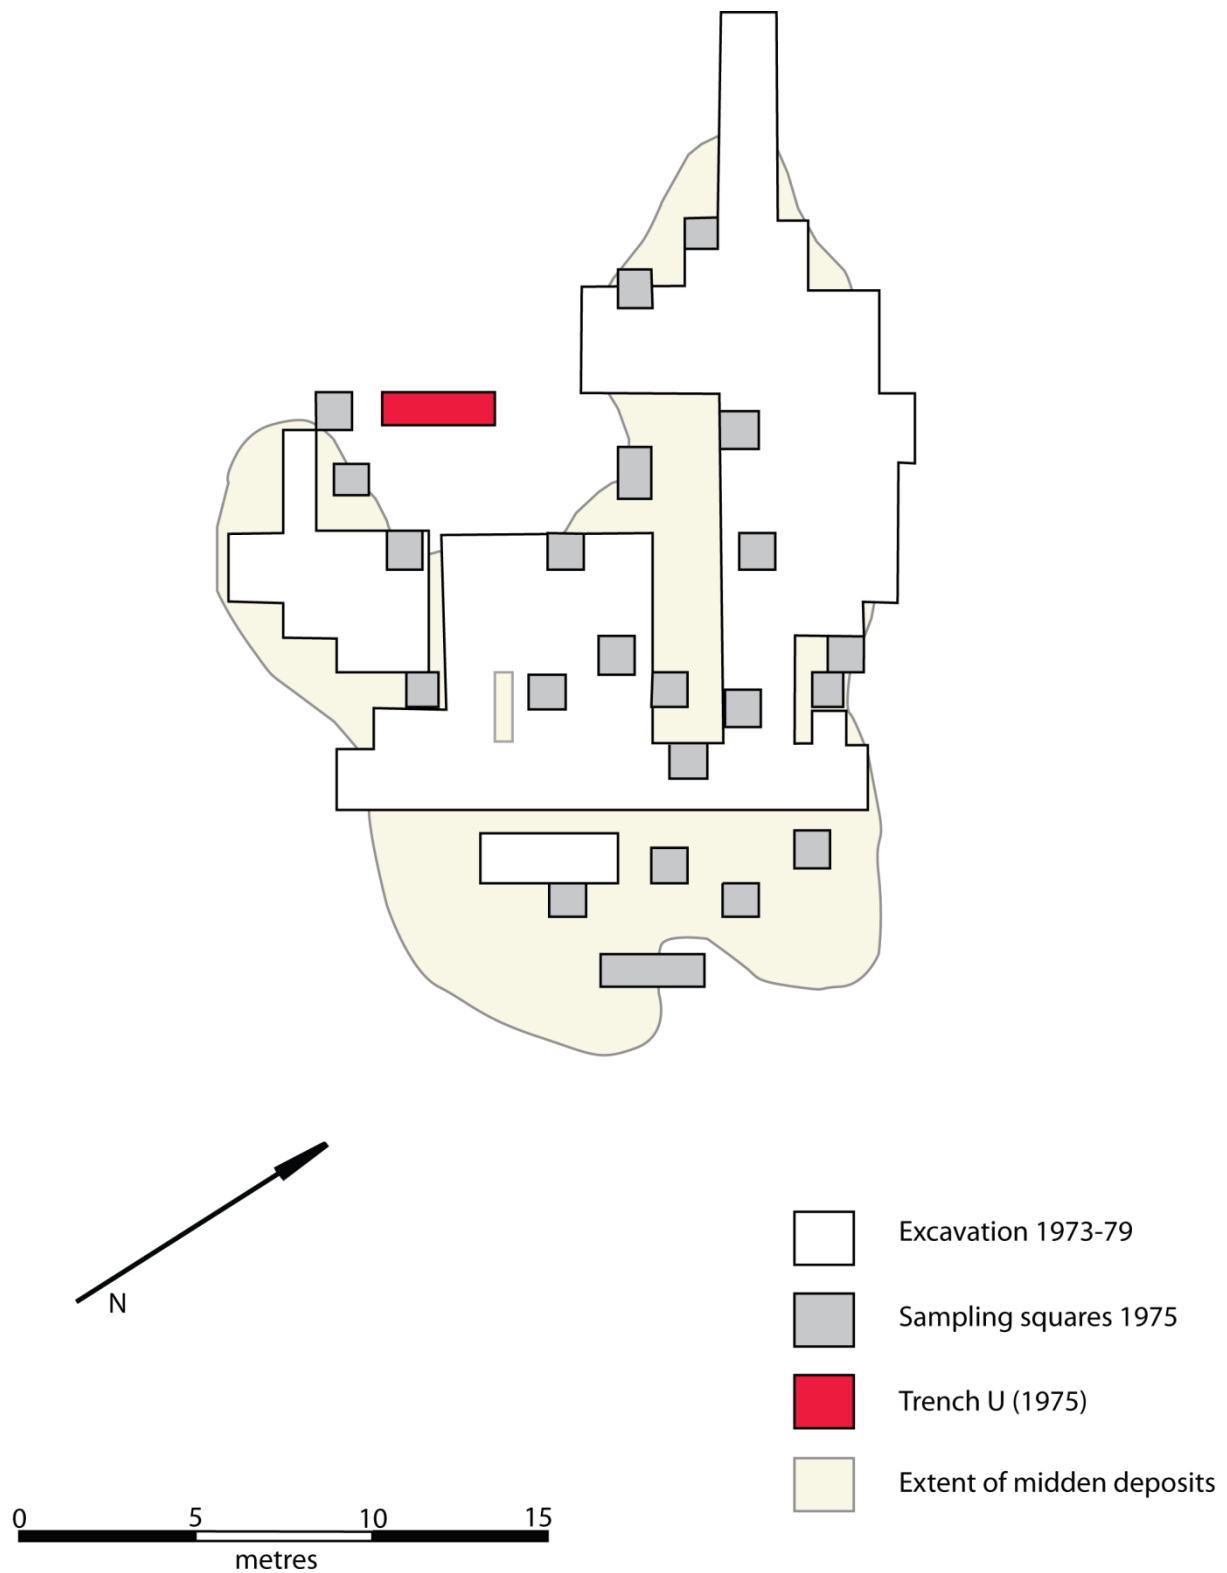 N
Excavation 1973-79
Sampling squares 1975
Trench U (1975)
Extent of midden deposits
0 5 10 15
metres